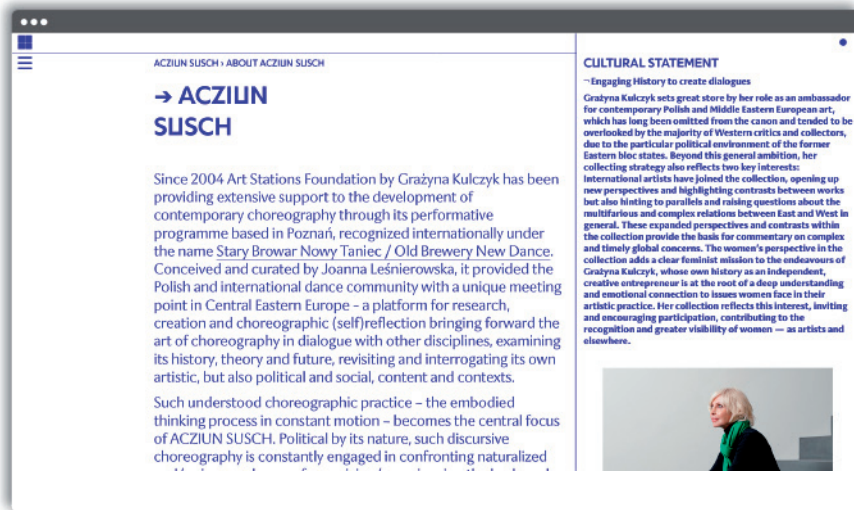 ACZIUN SUSCH › ABOUT ACZIUN SUSCH
→ ACZIUN
SUSCH
Since 2004 Art Stations Foundation by Grażyna Kulczyk has been
providing extensive support to the development of
contemporary choreography through its performative
programme based in Poznań, recognized internationally under
the name Stary Browar Nowy Taniec / Old Brewery New Dance.
Conceived and curated by Joanna Leśnierowska, it provided the
Polish and international dance community with a unique meeting
point in Central Eastern Europe – a platform for research,
creation and choreographic (self)reflection bringing forward the
art of choreography in dialogue with other disciplines, examining
its history, theory and future, revisiting and interrogating its own
artistic, but also political and social, content and contexts.
Such understood choreographic practice – the embodied
thinking process in constant motion – becomes the central focus
of ACZIUN SUSCH. Political by its nature, such discursive
choreography is constantly engaged in confronting naturalized
CULTURAL STATEMENT
¬ Engaging History to create dialogues
Grażyna Kulczyk sets great store by her role as an ambassador
for contemporary Polish and Middle Eastern European art,
which has long been omitted from the canon and tended to be
overlooked by the majority of Western critics and collectors,
due to the particular political environment of the former
Eastern bloc states. Beyond this general ambition, her
collecting strategy also reflects two key interests:
International artists have joined the collection, opening up
new perspectives and highlighting contrasts between works
but also hinting to parallels and raising questions about the
multifarious and complex relations between East and West in
general. These expanded perspectives and contrasts within
the collection provide the basis for commentary on complex
and timely global concerns. The women's perspective in the
collection adds a clear feminist mission to the endeavours of
Grażyna Kulczyk, whose own history as an independent,
creative entrepreneur is at the root of a deep understanding
and emotional connection to issues women face in their
artistic practice. Her collection reflects this interest, inviting
and encouraging participation, contributing to the
recognition and greater visibility of women — as artists and
elsewhere.